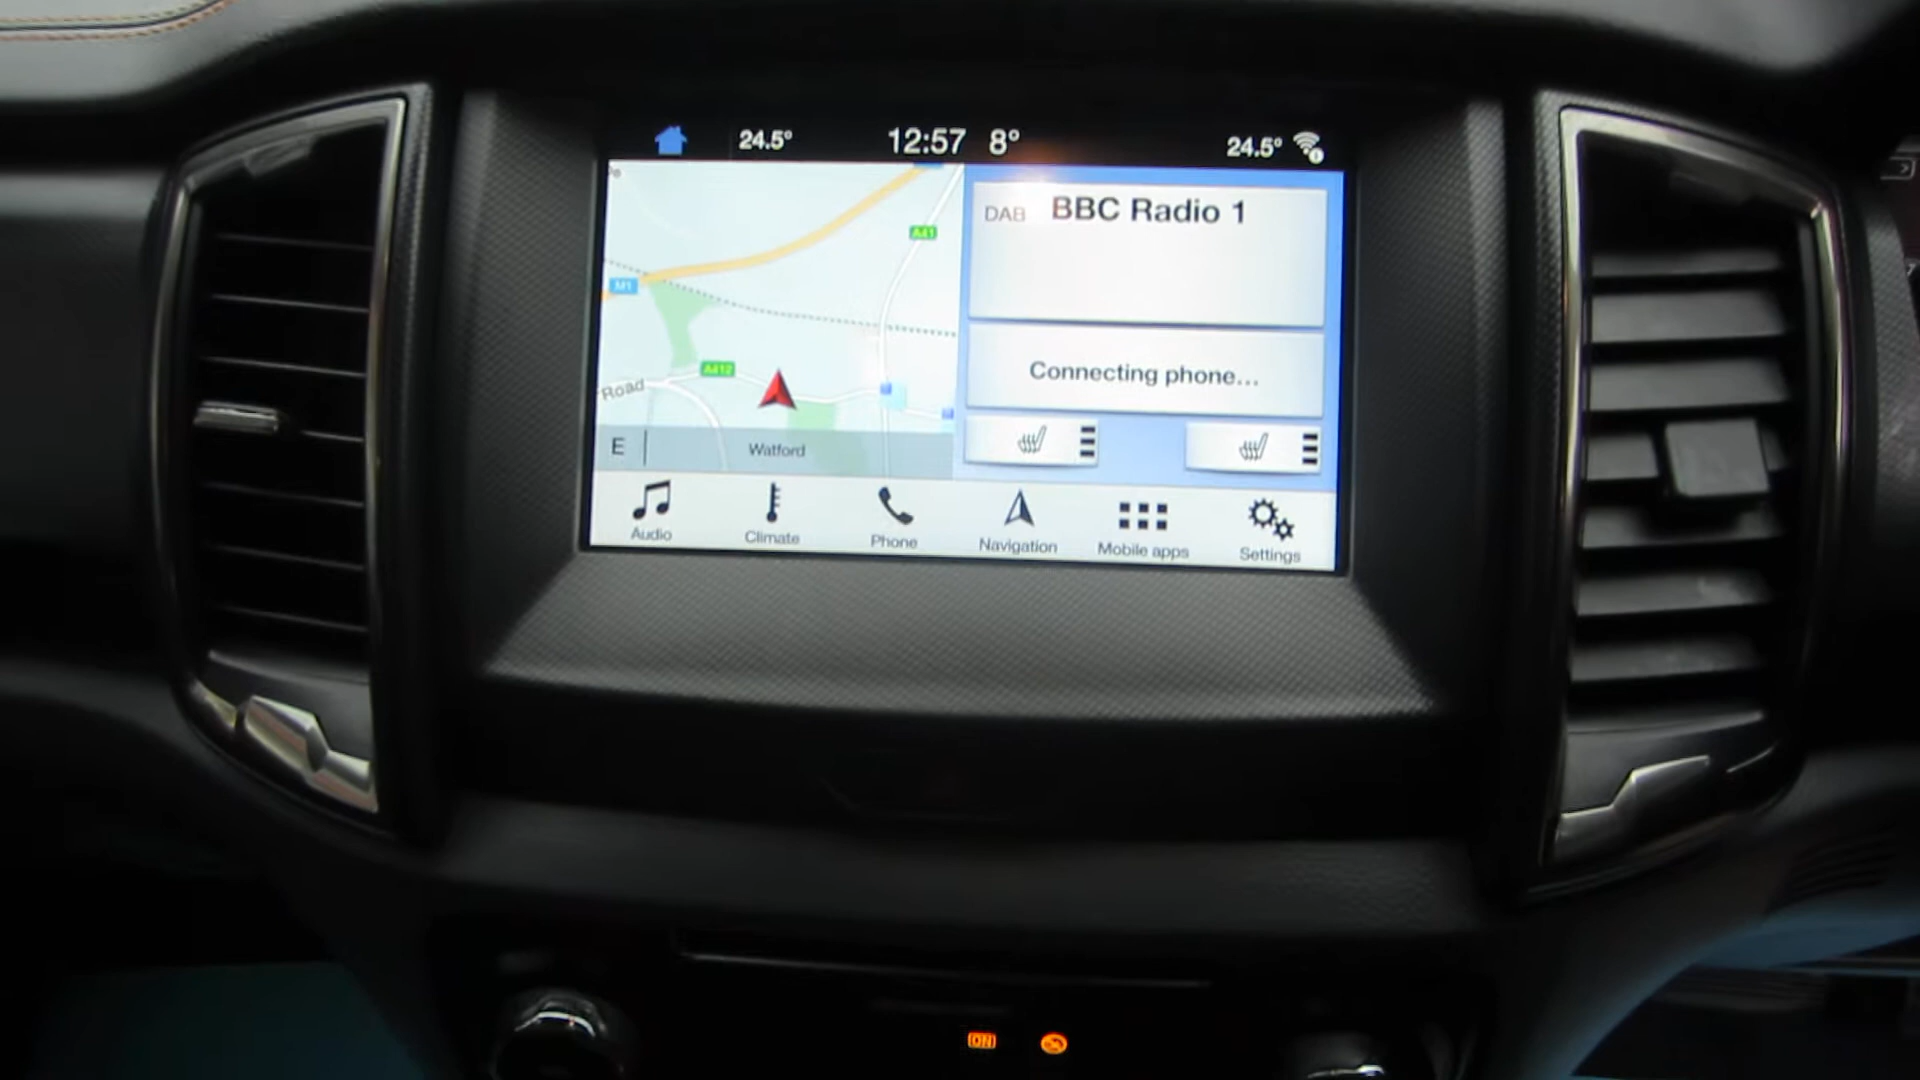 24.5°
12:57 8°
24.5°
A41
M1
A412
Road
E
Watford
DAB BBC Radio 1
Connecting phone...
Audio
Climate
Phone
Navigation
Mobile apps
Settings
ON